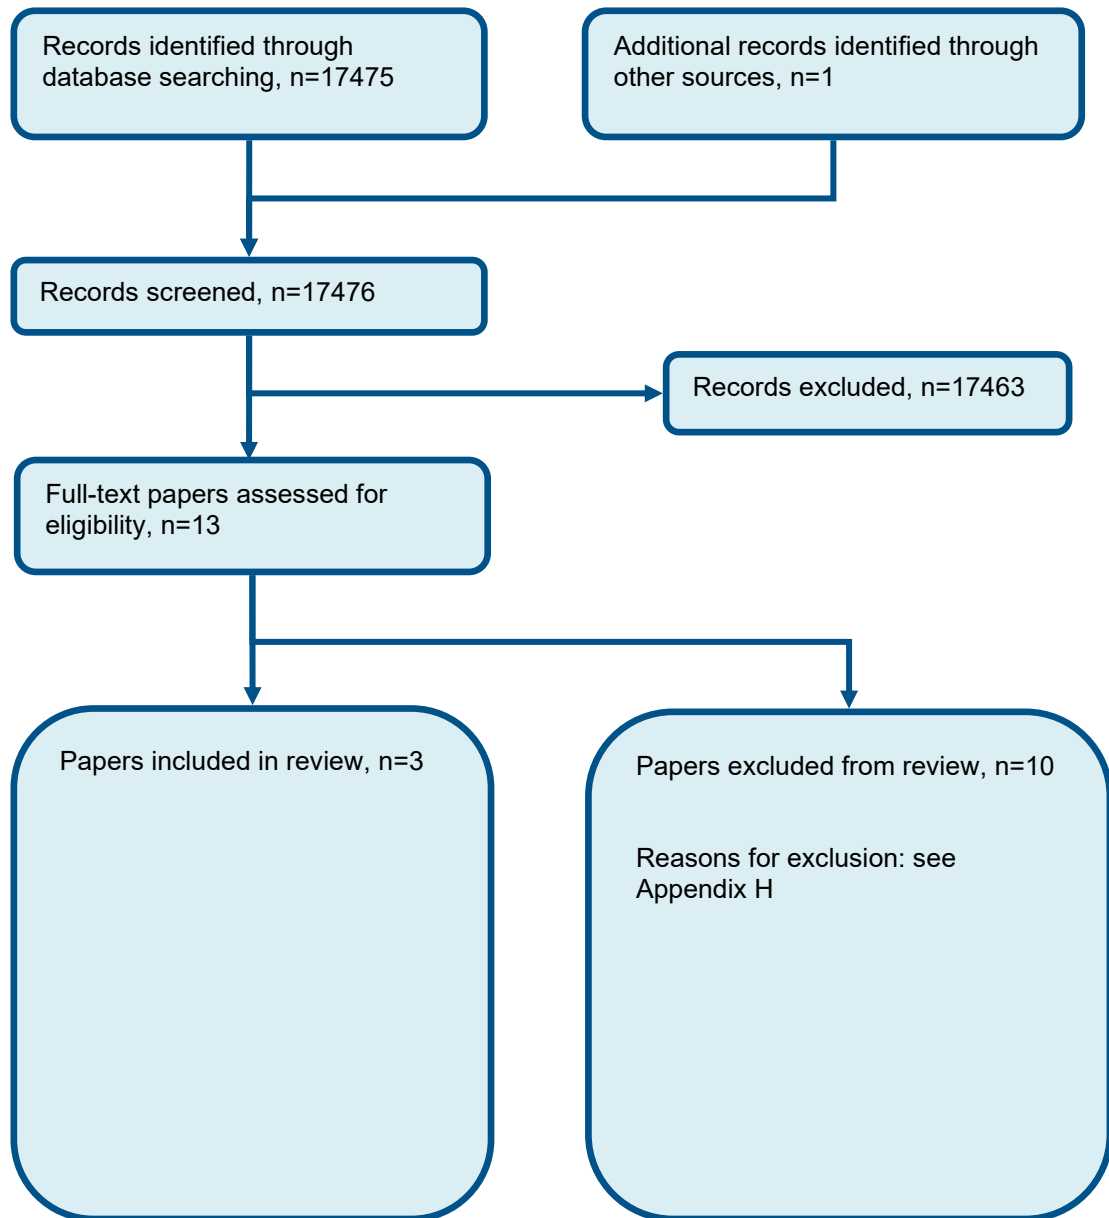 Records identified through
database searching, n=17475
Additional records identified through
other sources, n=1
Records screened, n=17476
Records excluded, n=17463
Full-text papers assessed for
eligibility, n=13
Papers included in review, n=3
Papers excluded from review, n=10
Reasons for exclusion: see
Appendix H